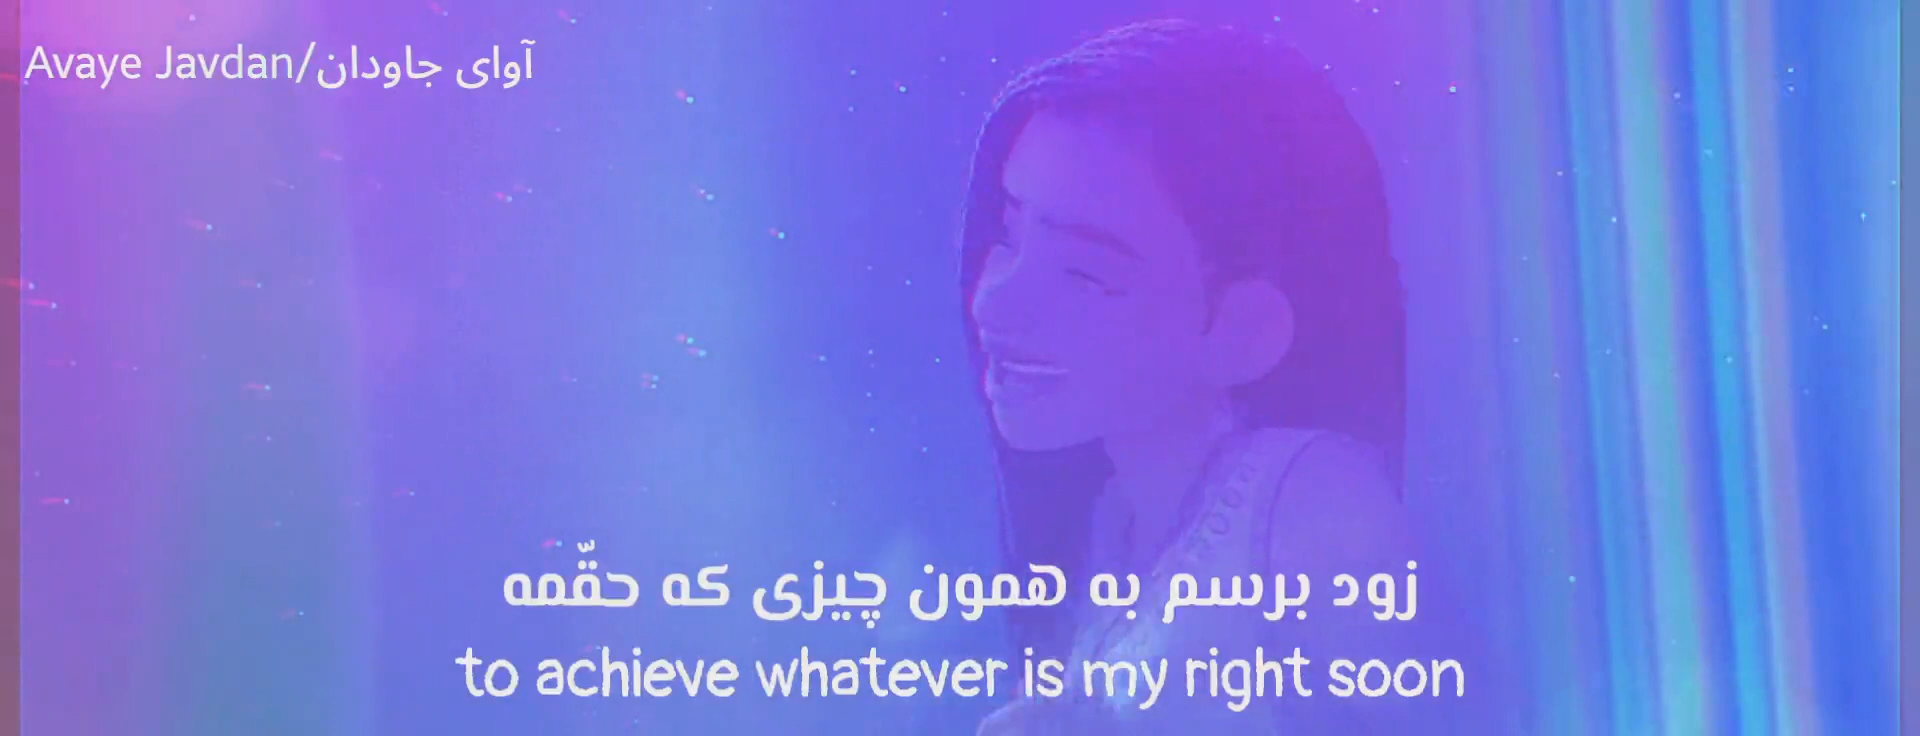 Avaye Javdan/آوای جاودان
زود برسم به همون چیزی که حقّمه
to achieve whatever is my right soon